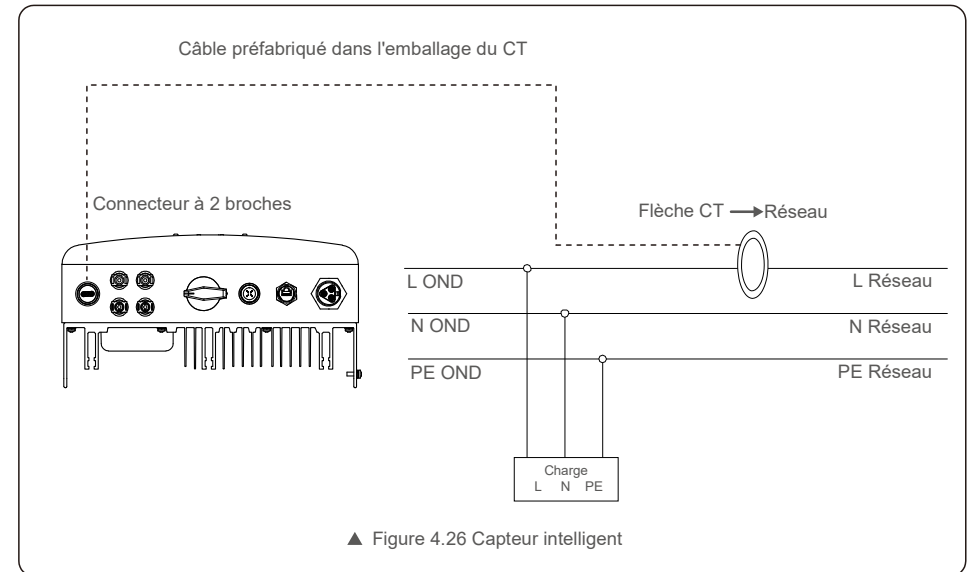 Câble préfabriqué dans l'emballage du CT
Connecteur à 2 broches
Flèche CT → Réseau
L OND
L Réseau
N OND
N Réseau
PE OND
PE Réseau
Charge
L N PE
▲ Figure 4.26 Capteur intelligent